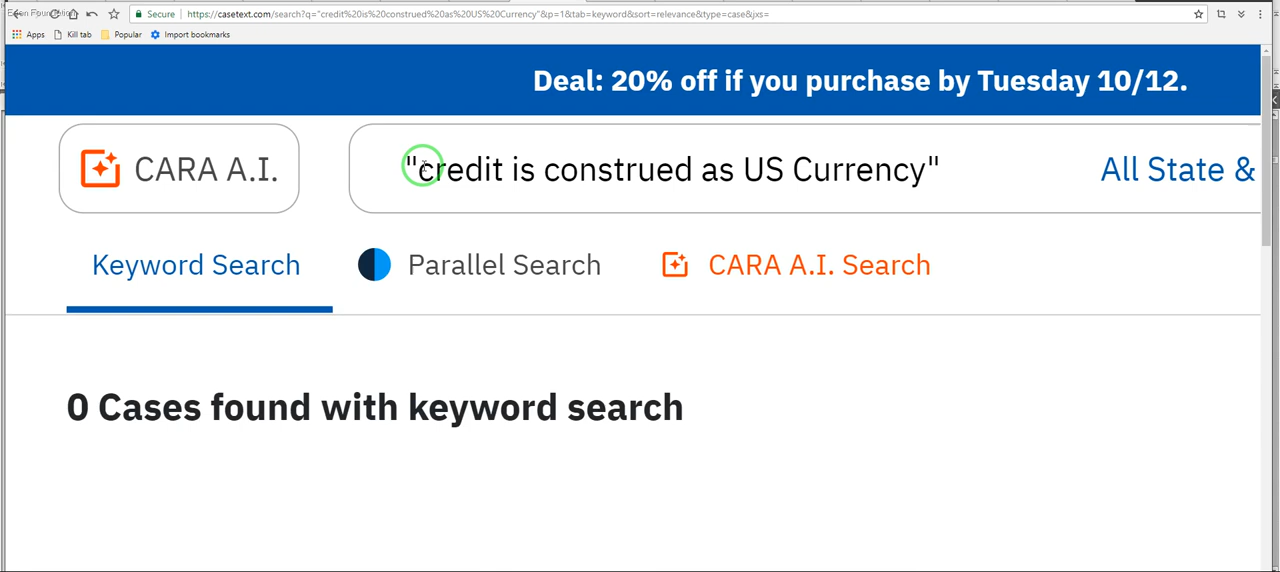 Secure https://casetext.com/search?q="credit%20is%20construed%20as%20US%20Currency"&p=1&tab=keyword&sort=relevance&type=case&jxs=
Apps Kill tab Popular Import bookmarks
Deal: 20% off if you purchase by Tuesday 10/12.
CARA A.I. "credit is construed as US Currency" All State &
Keyword Search Parallel Search CARA A.I. Search
0 Cases found with keyword search